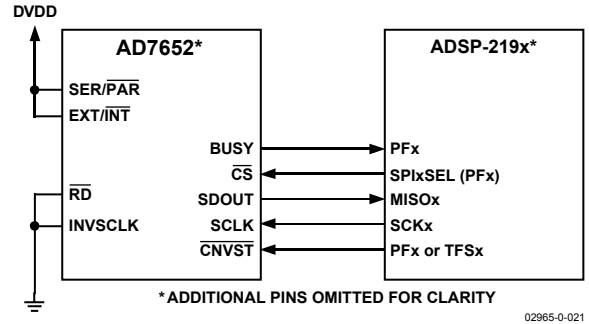 DVDD
AD7652*
ADSP-219x*
SER/PAR
EXT/INT
BUSY
PFx
CS
SPIxSEL (PFx)
RD
SDOUT
MISOx
INVSCLK
SCLK
SCKx
CNVST
PFx or TFSx
*ADDITIONAL PINS OMITTED FOR CLARITY
02965-0-021